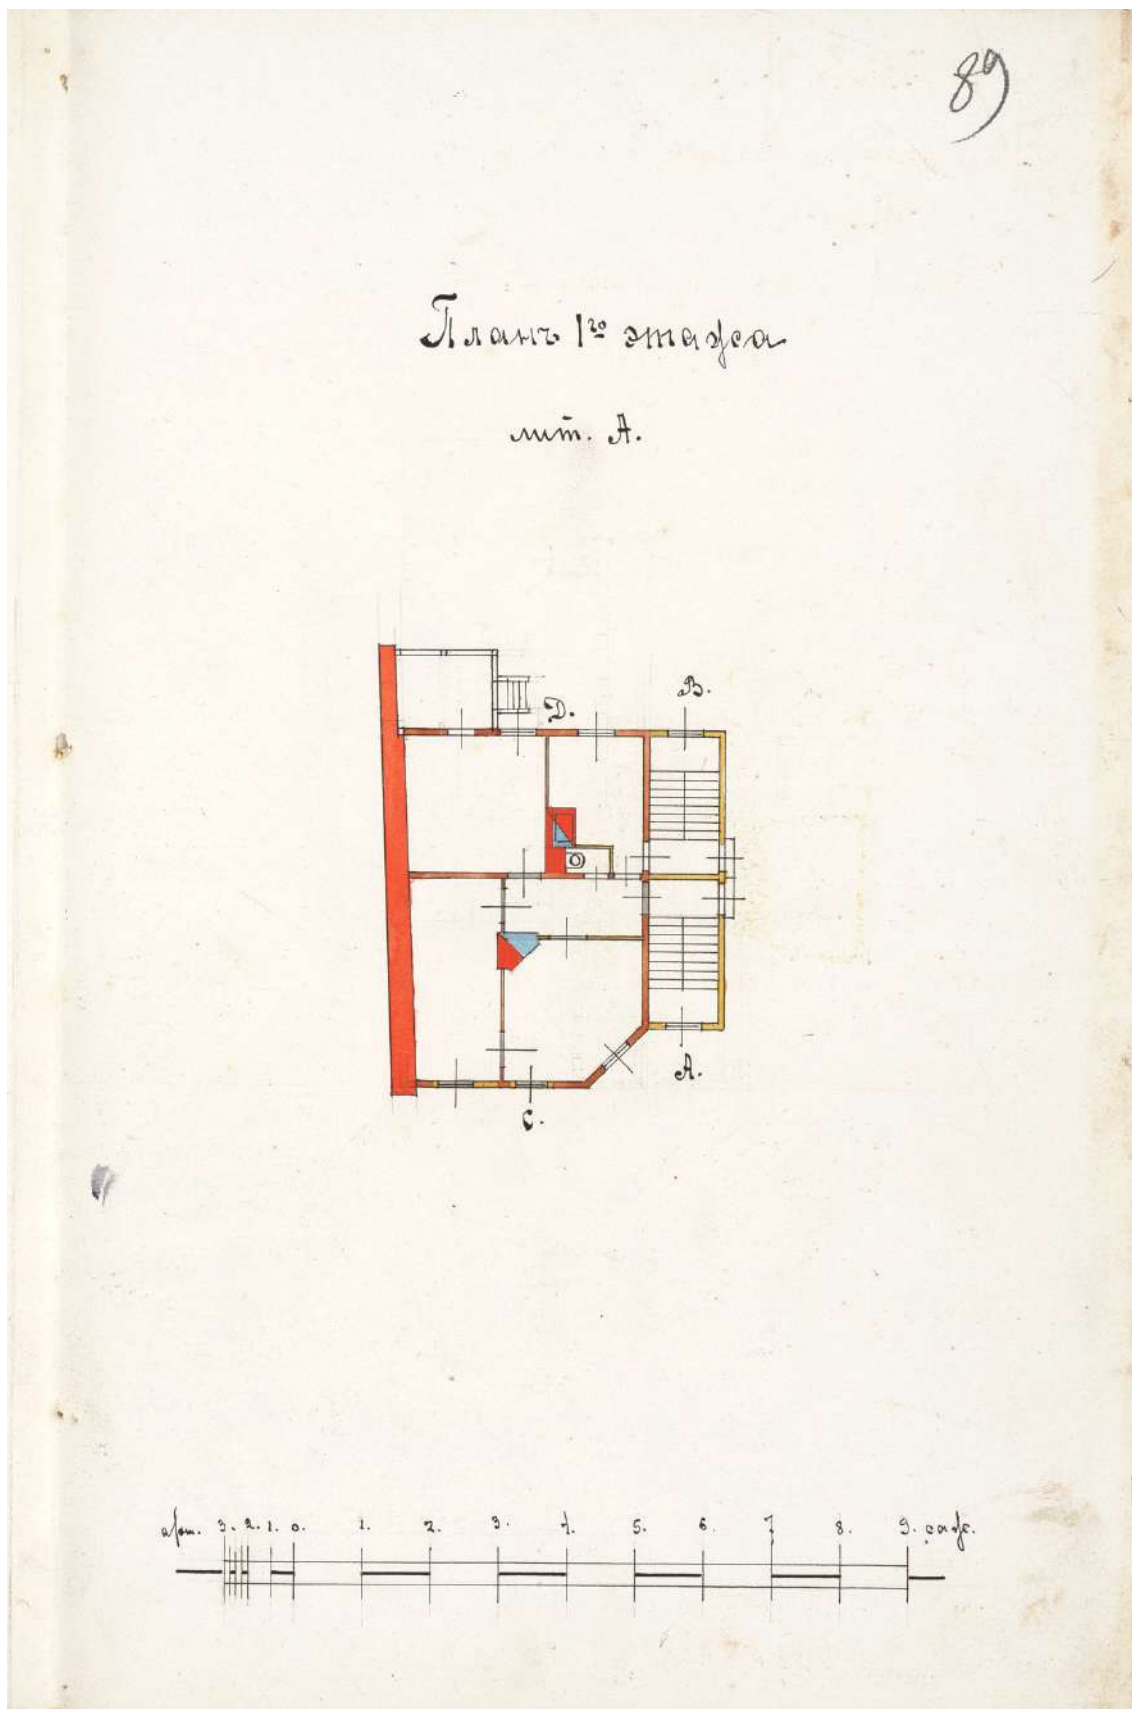 89
Планъ 1го этажа
лит. А.
В.
D.
А.
С.
арш. 3. 2. 1. 0. 1. 2. 3. 4. 5. 6. 7 8. 9. саж.